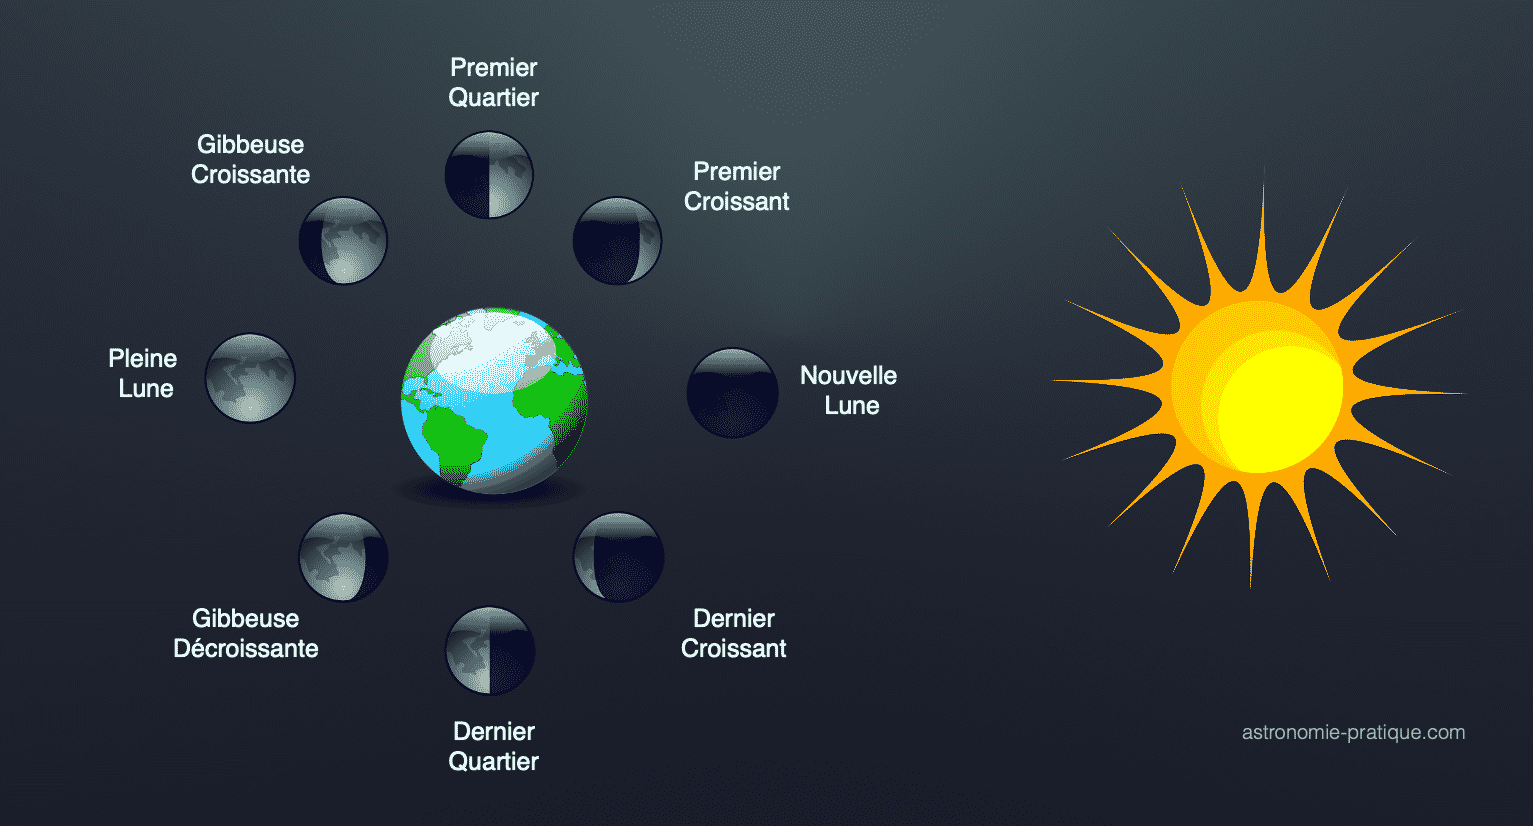 Premier
Quartier
Gibbeuse
Croissante
Premier
Croissant
Pleine
Lune
Nouvelle
Lune
Gibbeuse
Décroissante
Dernier
Croissant
Dernier
Quartier
astronomie-pratique.com